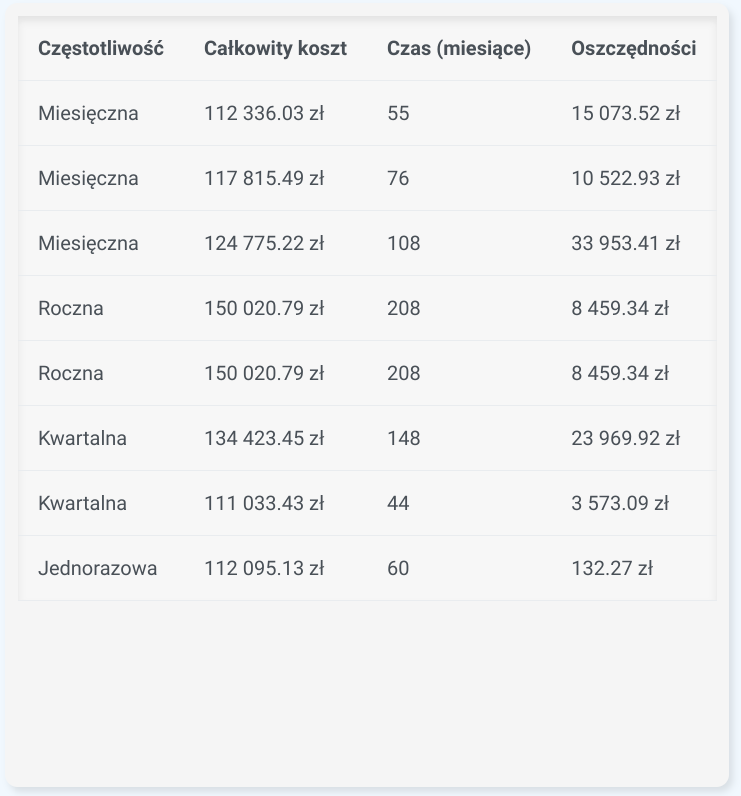 Częstotliwość Całkowity koszt Czas (miesiące) Oszczędności
Miesięczna 112 336.03 zł 55 15 073.52 zł
Miesięczna 117 815.49 zł 76 10 522.93 zł
Miesięczna 124 775.22 zł 108 33 953.41 zł
Roczna 150 020.79 zł 208 8 459.34 zł
Roczna 150 020.79 zł 208 8 459.34 zł
Kwartalna 134 423.45 zł 148 23 969.92 zł
Kwartalna 111 033.43 zł 44 3 573.09 zł
Jednorazowa 112 095.13 zł 60 132.27 zł